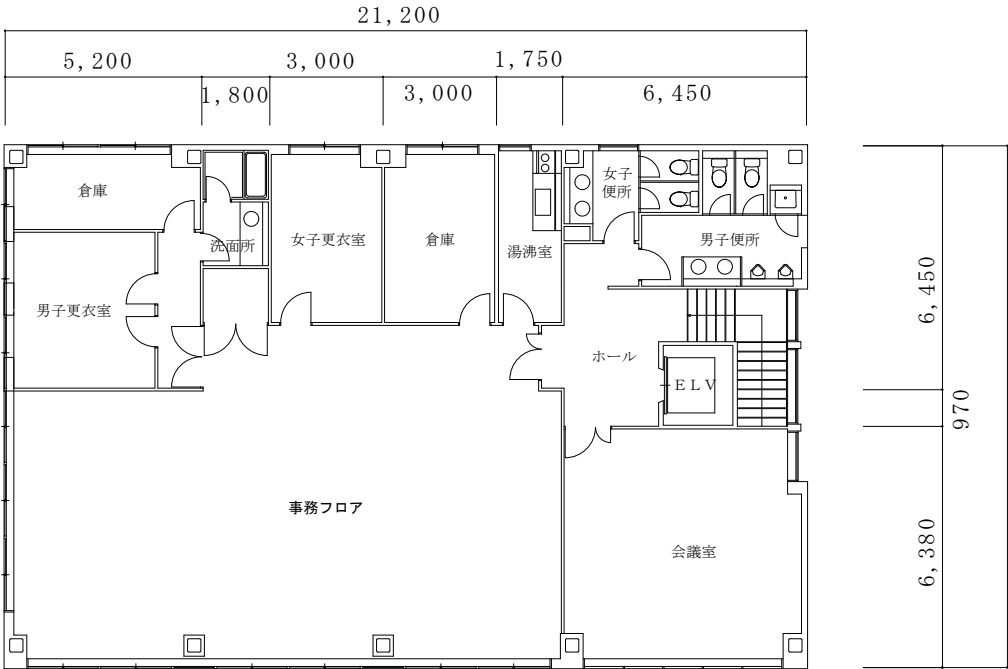 21,200
5,200
3,000
1,750
1,800
3,000
6,450
倉庫
洗面所
女子更衣室
倉庫
湯沸室
女子
便所
男子便所
男子更衣室
ホール
ELV
事務フロア
会議室
6,450
970
6,380